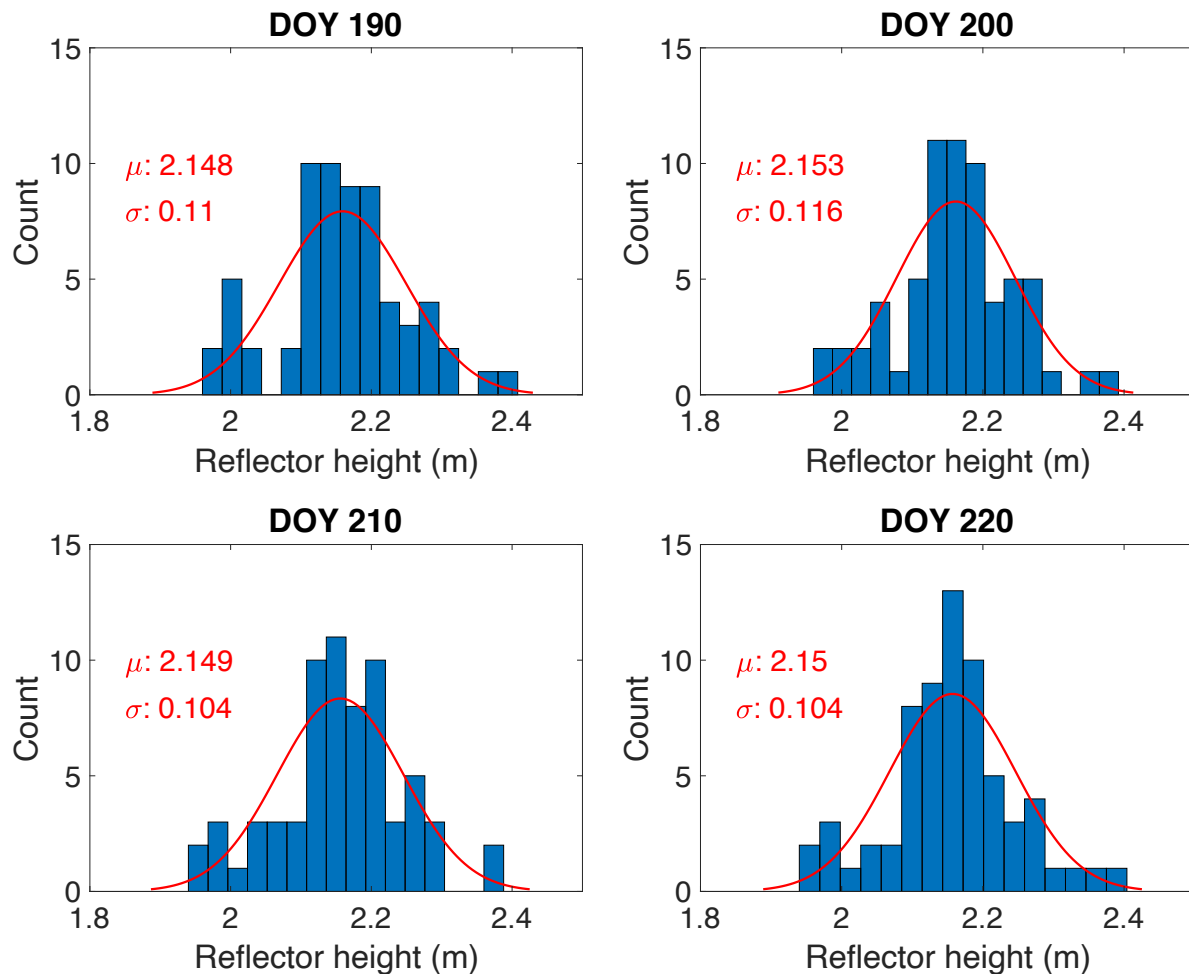 DOY 190
15
10
5
0
Count
μ: 2.148
σ: 0.11
1.8 2 2.2 2.4
Reflector height (m)
DOY 200
15
10
5
0
Count
μ: 2.153
σ: 0.116
1.8 2 2.2 2.4
Reflector height (m)
DOY 210
15
10
5
0
Count
μ: 2.149
σ: 0.104
1.8 2 2.2 2.4
Reflector height (m)
DOY 220
15
10
5
0
Count
μ: 2.15
σ: 0.104
1.8 2 2.2 2.4
Reflector height (m)